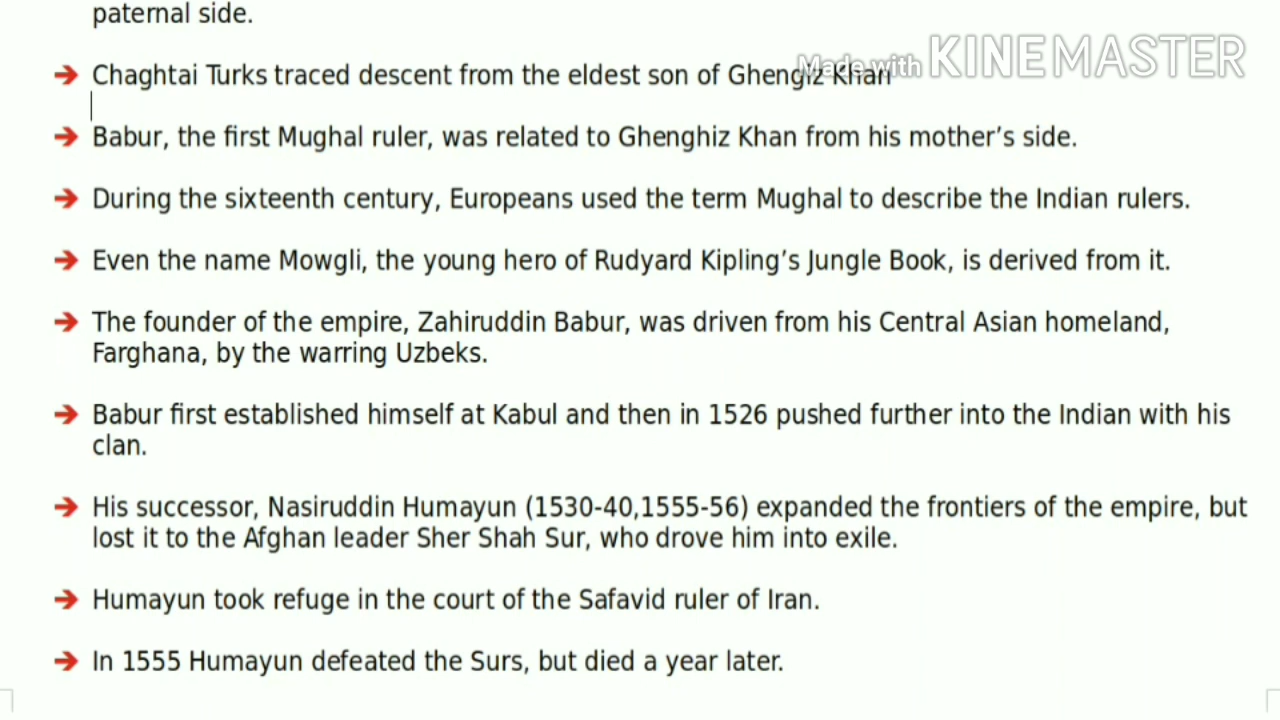 paternal side.
Made with KINEMASTER
➔ Chaghtai Turks traced descent from the eldest son of Ghengiz Khan
➔ Babur, the first Mughal ruler, was related to Ghenghiz Khan from his mother’s side.
➔ During the sixteenth century, Europeans used the term Mughal to describe the Indian rulers.
➔ Even the name Mowgli, the young hero of Rudyard Kipling’s Jungle Book, is derived from it.
➔ The founder of the empire, Zahiruddin Babur, was driven from his Central Asian homeland,
Farghana, by the warring Uzbeks.
➔ Babur first established himself at Kabul and then in 1526 pushed further into the Indian with his
clan.
➔ His successor, Nasiruddin Humayun (1530-40,1555-56) expanded the frontiers of the empire, but
lost it to the Afghan leader Sher Shah Sur, who drove him into exile.
➔ Humayun took refuge in the court of the Safavid ruler of Iran.
➔ In 1555 Humayun defeated the Surs, but died a year later.